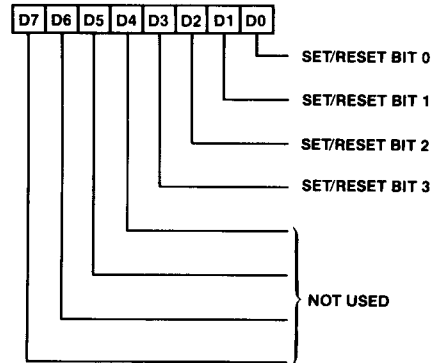 D7 D6 D5 D4 D3 D2 D1 D0
SET/RESET BIT 0
SET/RESET BIT 1
SET/RESET BIT 2
SET/RESET BIT 3
NOT USED